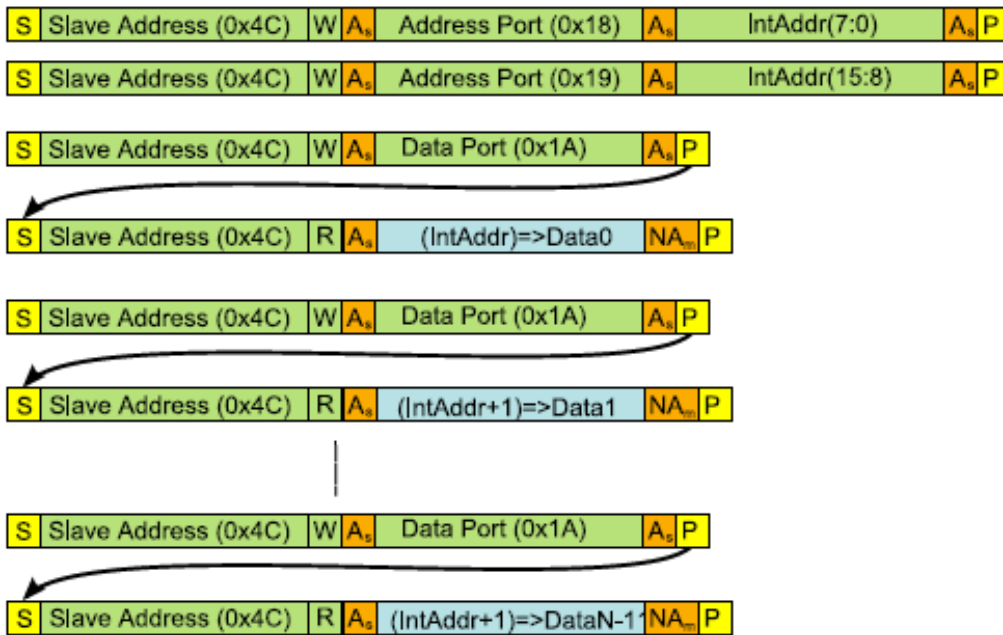 S Slave Address (0x4C) W As Address Port (0x18) As IntAddr(7:0) As P
S Slave Address (0x4C) W As Address Port (0x19) As IntAddr(15:8) As P
S Slave Address (0x4C) W As Data Port (0x1A) As P
S Slave Address (0x4C) R As (IntAddr)=>Data0 NAm P
S Slave Address (0x4C) W As Data Port (0x1A) As P
S Slave Address (0x4C) R As (IntAddr+1)=>Data1 NAm P
S Slave Address (0x4C) W As Data Port (0x1A) As P
S Slave Address (0x4C) R As (IntAddr+1)=>DataN-11 NAm P